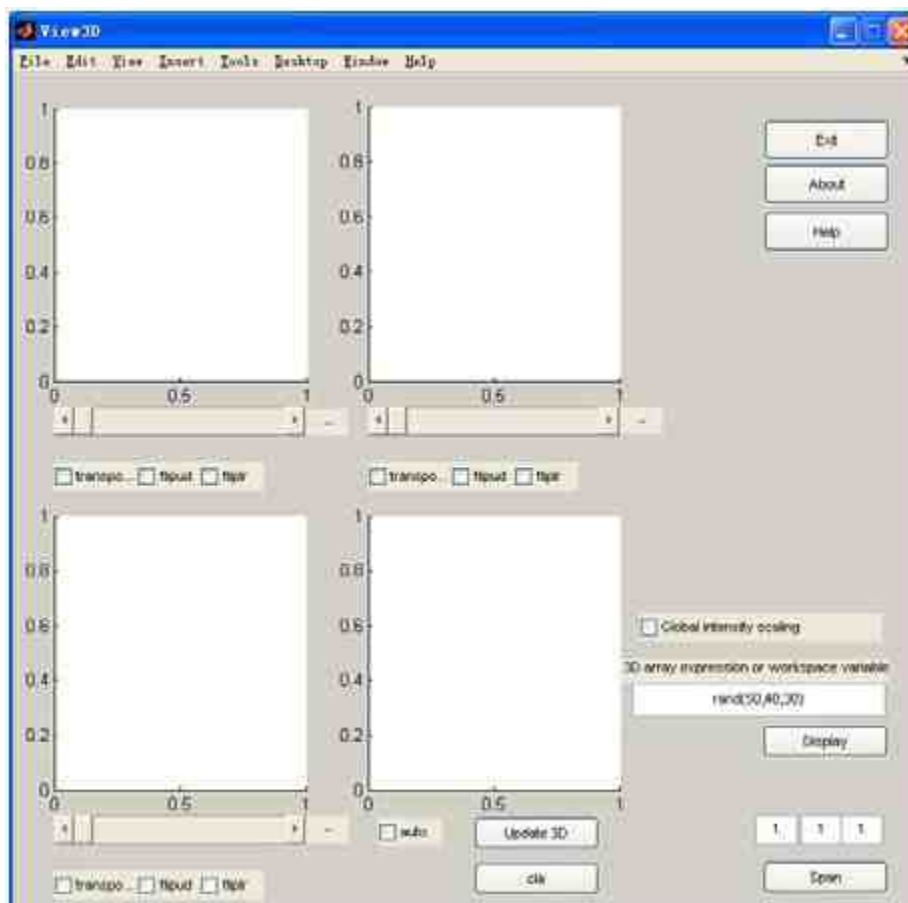 View3D
File Edit View Insert Tools Desktop Window Help
1
0.8
0.6
0.4
0.2
0
0 0.5 1
1
0.8
0.6
0.4
0.2
0
0 0.5 1
Exit
About
Help
transpo... flipud fliplr
transpo... flipud fliplr
1
0.8
0.6
0.4
0.2
0
0 0.5 1
1
0.8
0.6
0.4
0.2
0
0 0.5 1
Global intensity scaling
3D array expression or workspace variable
rand(50,40,30)
Display
auto
Update 3D
cla
1 1 1
Span
transpo... flipud fliplr